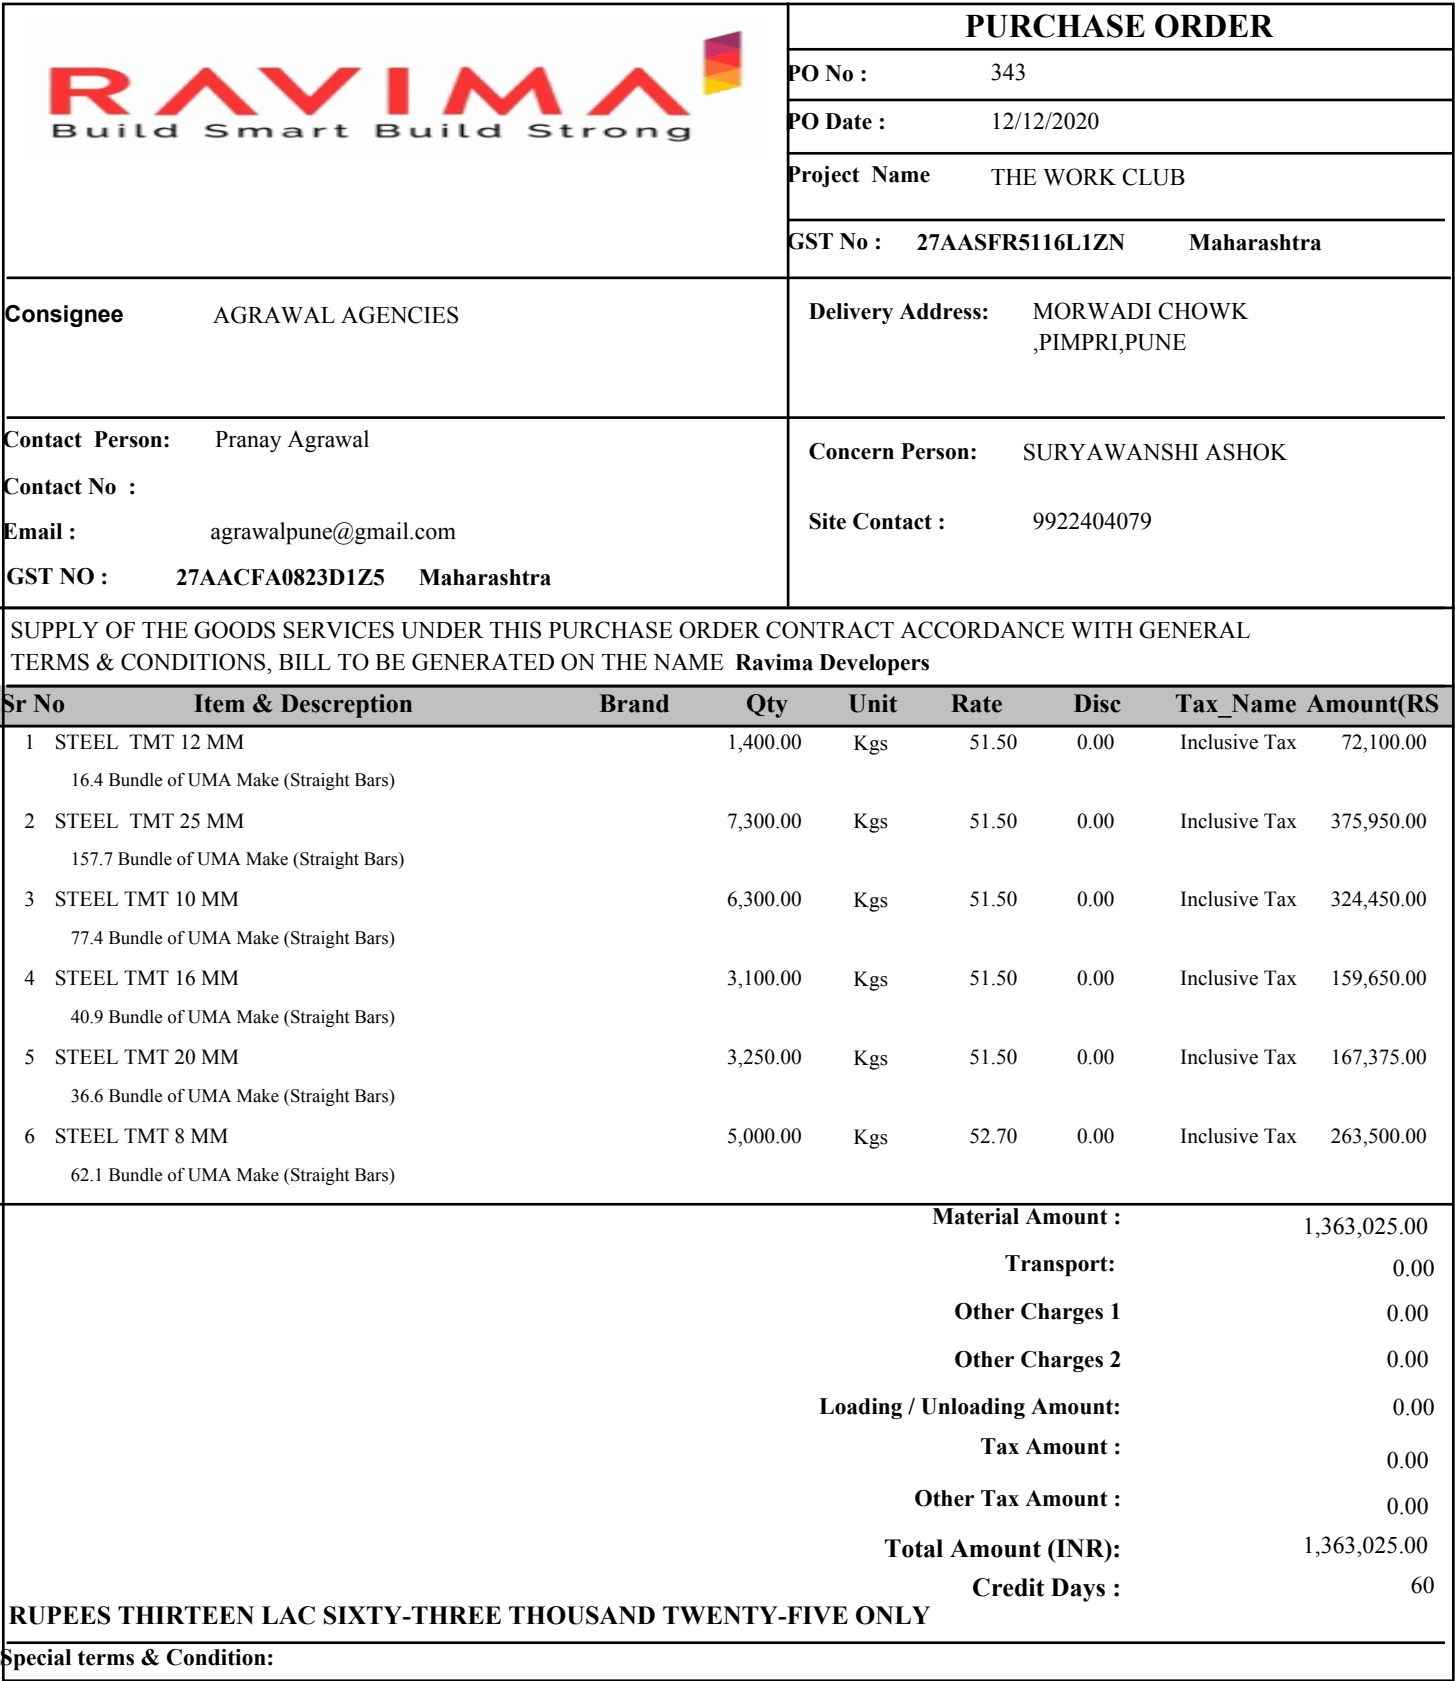 RAVIMA
Build Smart Build Strong
PURCHASE ORDER
PO No : 343
PO Date : 12/12/2020
Project Name THE WORK CLUB
GST No : 27AASFR5116L1ZN Maharashtra
Consignee AGRAWAL AGENCIES
Delivery Address: MORWADI CHOWK
,PIMPRI,PUNE
Contact Person: Pranay Agrawal
Contact No :
Email : agrawalpune@gmail.com
GST NO : 27AACFA0823D1Z5 Maharashtra
Concern Person: SURYAWANSHI ASHOK
Site Contact : 9922404079
SUPPLY OF THE GOODS SERVICES UNDER THIS PURCHASE ORDER CONTRACT ACCORDANCE WITH GENERAL
TERMS & CONDITIONS, BILL TO BE GENERATED ON THE NAME Ravima Developers
Sr No Item & Descreption Brand Qty Unit Rate Disc Tax_Name Amount(RS
1 STEEL TMT 12 MM 1,400.00 Kgs 51.50 0.00 Inclusive Tax 72,100.00
16.4 Bundle of UMA Make (Straight Bars)
2 STEEL TMT 25 MM 7,300.00 Kgs 51.50 0.00 Inclusive Tax 375,950.00
157.7 Bundle of UMA Make (Straight Bars)
3 STEEL TMT 10 MM 6,300.00 Kgs 51.50 0.00 Inclusive Tax 324,450.00
77.4 Bundle of UMA Make (Straight Bars)
4 STEEL TMT 16 MM 3,100.00 Kgs 51.50 0.00 Inclusive Tax 159,650.00
40.9 Bundle of UMA Make (Straight Bars)
5 STEEL TMT 20 MM 3,250.00 Kgs 51.50 0.00 Inclusive Tax 167,375.00
36.6 Bundle of UMA Make (Straight Bars)
6 STEEL TMT 8 MM 5,000.00 Kgs 52.70 0.00 Inclusive Tax 263,500.00
62.1 Bundle of UMA Make (Straight Bars)
Material Amount : 1,363,025.00
Transport: 0.00
Other Charges 1 0.00
Other Charges 2 0.00
Loading / Unloading Amount: 0.00
Tax Amount : 0.00
Other Tax Amount : 0.00
Total Amount (INR): 1,363,025.00
Credit Days : 60
RUPEES THIRTEEN LAC SIXTY-THREE THOUSAND TWENTY-FIVE ONLY
Special terms & Condition: